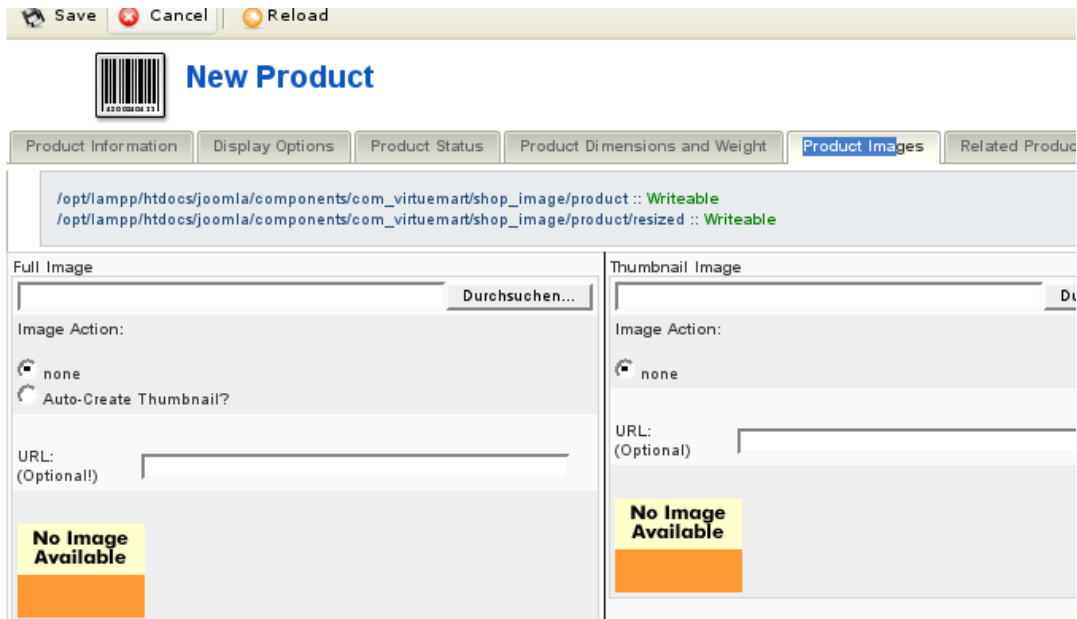 Save Cancel Reload
New Product
Product Information Display Options Product Status Product Dimensions and Weight Product Images Related Produc
/opt/lampp/htdocs/joomla/components/com_virtuemart/shop_image/product :: Writeable
/opt/lampp/htdocs/joomla/components/com_virtuemart/shop_image/product/resized :: Writeable
Full Image
Durchsuchen...
Image Action:
none
Auto-Create Thumbnail?
URL:
(Optional!)
No Image
Available
Thumbnail Image
Du
Image Action:
none
URL:
(Optional)
No Image
Available